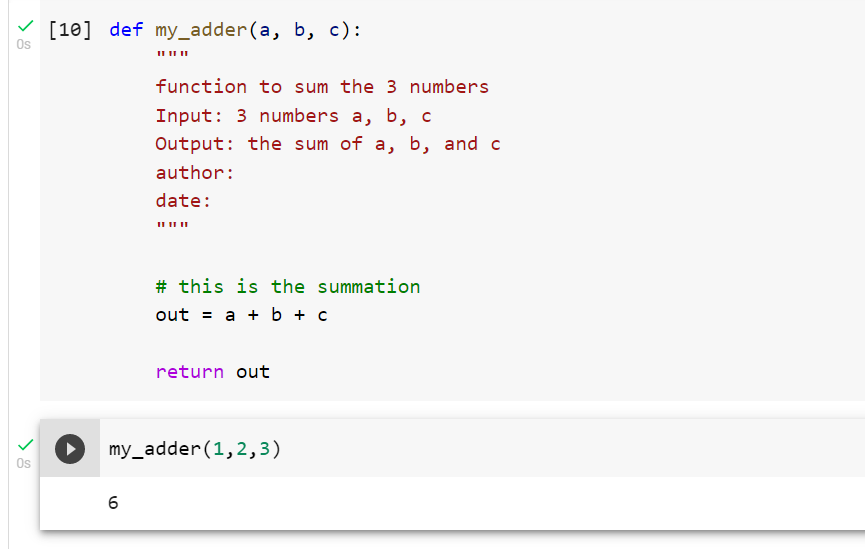 [10] def my_adder(a, b, c):
"""
function to sum the 3 numbers
Input: 3 numbers a, b, c
Output: the sum of a, b, and c
author:
date:
"""
# this is the summation
out = a + b + c
return out
0s
my_adder(1,2,3)
0s
6